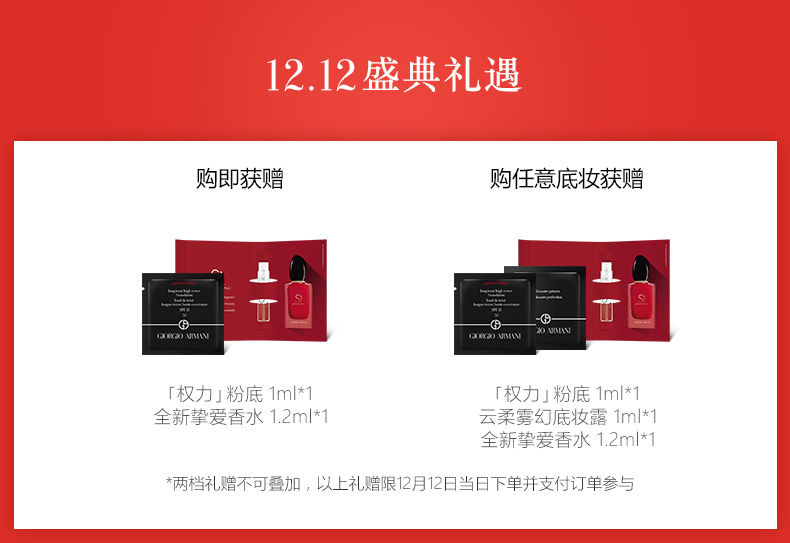 12.12盛典礼遇
购即获赠
购任意底妆获赠
GIORGIO ARMANI
GIORGIO ARMANI
GIORGIO ARMANI
「权力」粉底 1ml*1
全新挚爱香水 1.2ml*1
「权力」粉底 1ml*1
云柔雾幻底妆露 1ml*1
全新挚爱香水 1.2ml*1
*两档礼赠不可叠加，以上礼赠限12月12日当日下单并支付订单参与